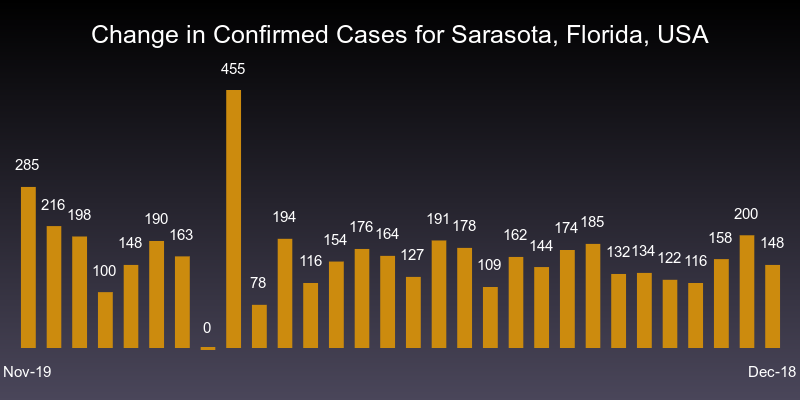 Change in Confirmed Cases for Sarasota, Florida, USA
285 216 198 100 148 190 163 0 455 78 194 116 154 176 164 127 191 178 109 162 144 174 185 132 134 122 116 158 200 148
Nov-19 Dec-18